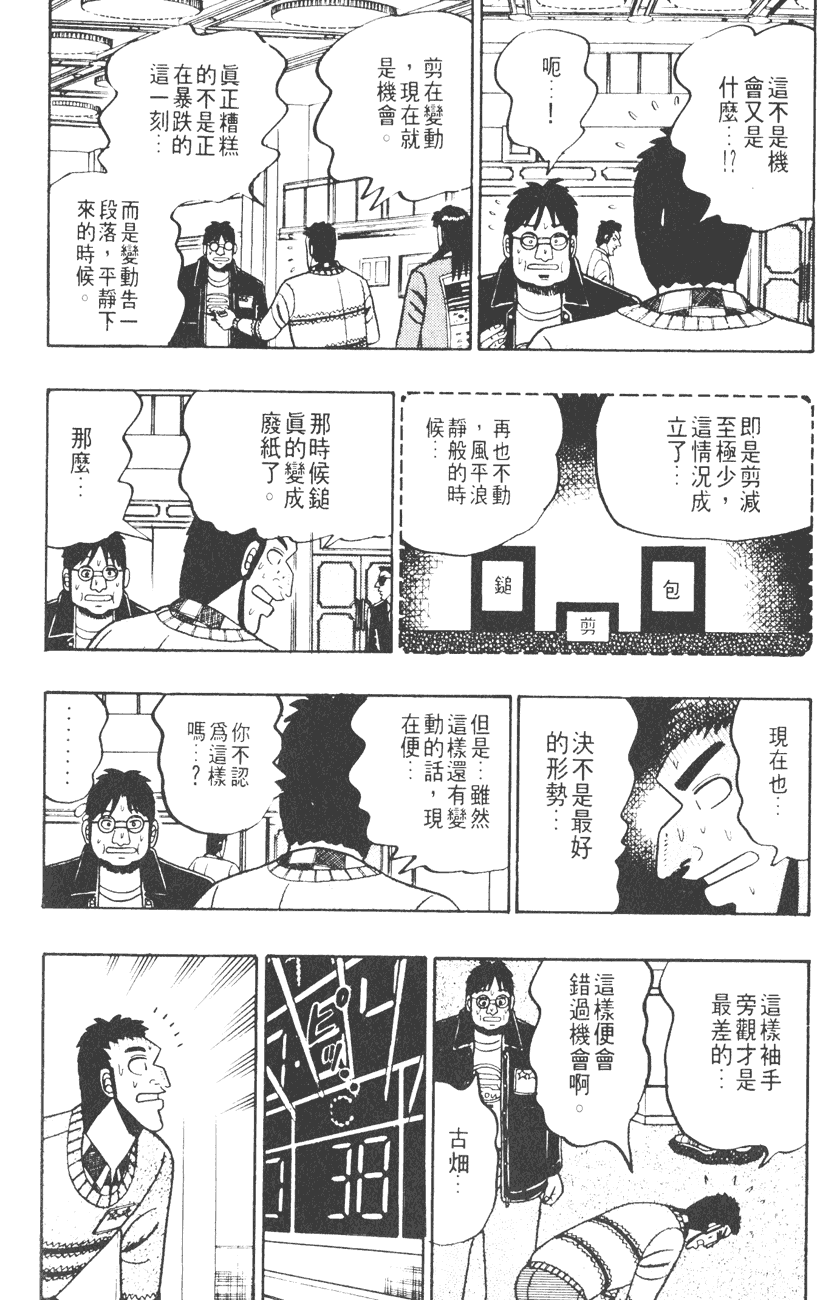 這不是機
會又是
什麼…!?
呃…!
剪在變動
，現在就
是機會。
眞正糟糕
的不是正
在暴跌的
這一刻…
而是變動告一
段落，平靜下
來的時候。
即是剪減
至極少，
這情況成
立了…
再也不動
，風平浪
靜般的時
候…
包
剪
鎚
那時候鎚
眞的變成
廢紙了。
那麼…
現在也…
決不是最好
的形勢…
但是…雖然
這樣還有變
動的話，現
在便…
你不認
爲這樣
嗎…?
……
這樣袖手
旁觀才是
最差的…
這樣便會
錯過機會啊。
古畑…
ピッ
38